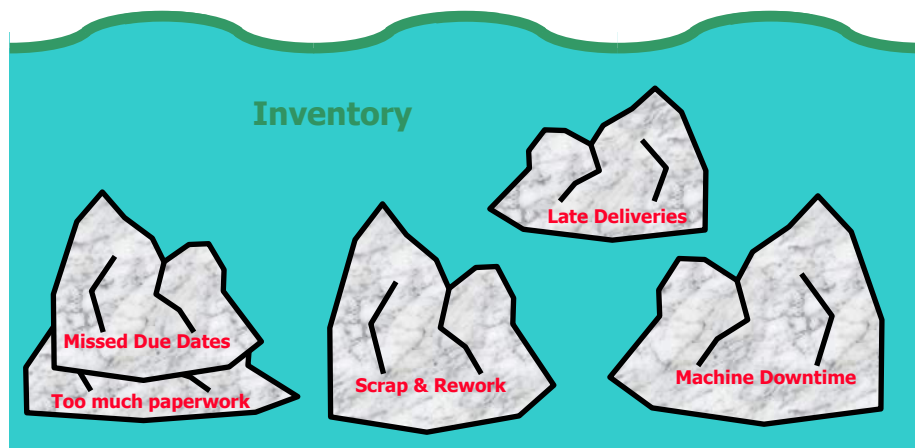 Inventory
Late Deliveries
Missed Due Dates
Too much paperwork
Scrap & Rework
Machine Downtime